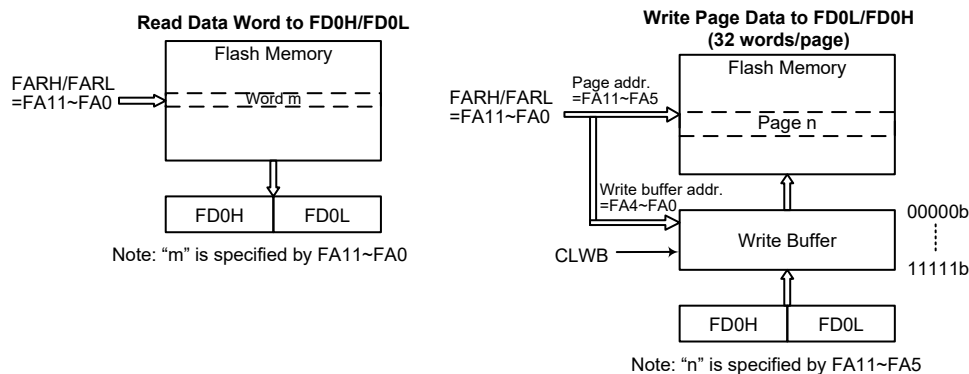 Read Data Word to FD0H/FD0L
Flash Memory
FARH/FARL
=FA11~FA0
Word m
FD0H
FD0L
Note: “m” is specified by FA11~FA0
Write Page Data to FD0L/FD0H
(32 words/page)
Flash Memory
Page addr.
=FA11~FA5
FARH/FARL
=FA11~FA0
Page n
Write buffer addr.
=FA4~FA0
Write Buffer
00000b
11111b
CLWB
FD0H
FD0L
Note: “n” is specified by FA11~FA5